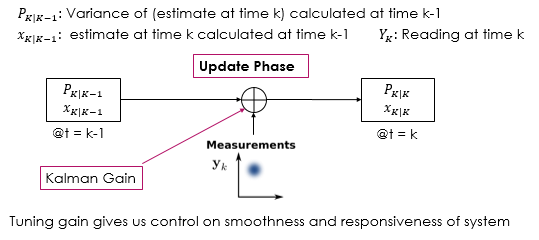 P_{K|K−1}: Variance of (estimate at time k) calculated at time k-1
x_{K|K−1}: estimate at time k calculated at time k-1 Y_K: Reading at time k
Update Phase
P_{K|K−1} P_{K|K}
x_{K|K−1} x_{K|K}
@t = k-1 @t = k
Measurements
y_k
Kalman Gain
Tuning gain gives us control on smoothness and responsiveness of system